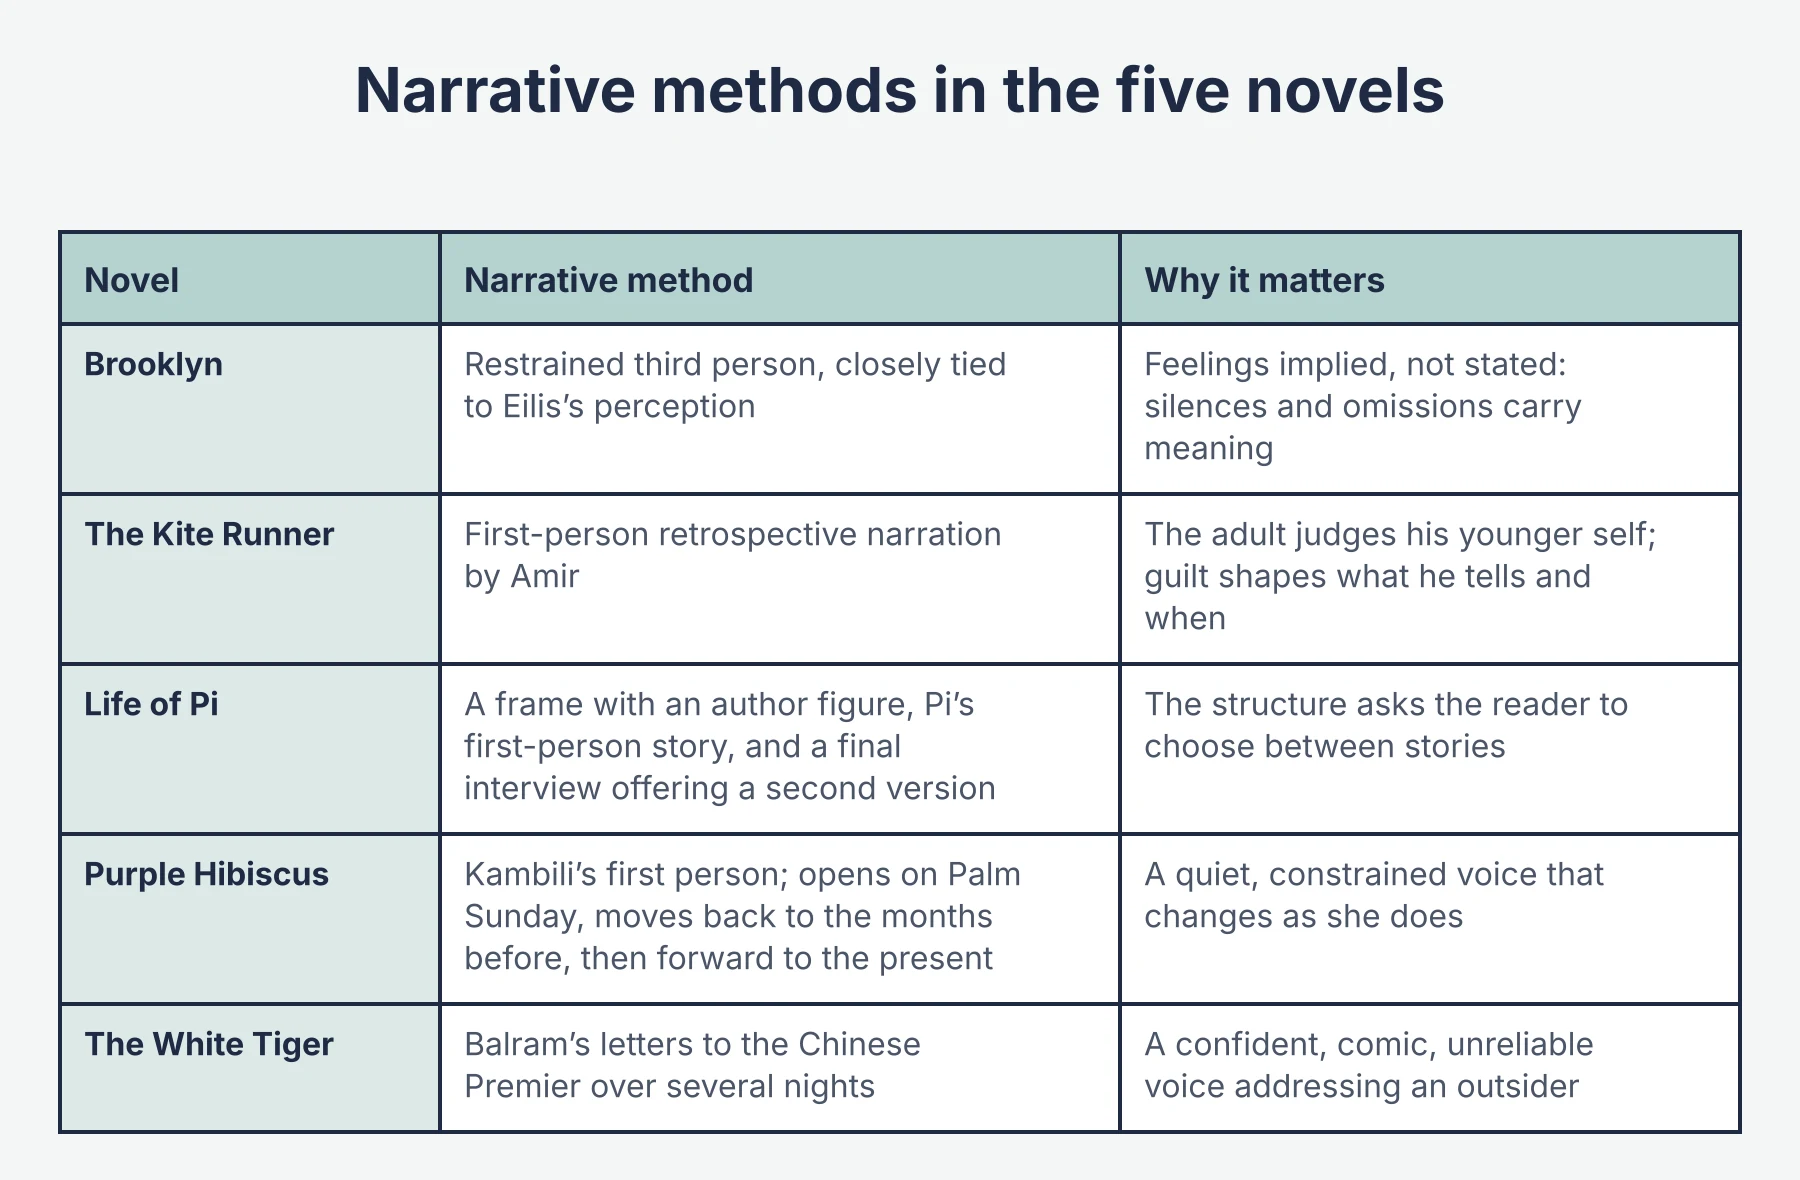 Narrative methods in the five novels
Novel
Narrative method
Why it matters
Brooklyn
Restrained third person, closely tied
to Eilis’s perception
Feelings implied, not stated:
silences and omissions carry
meaning
The Kite Runner
First-person retrospective narration
by Amir
The adult judges his younger self;
guilt shapes what he tells and
when
Life of Pi
A frame with an author figure, Pi’s
first-person story, and a final
interview offering a second version
The structure asks the reader to
choose between stories
Purple Hibiscus
Kambili’s first person; opens on Palm
Sunday, moves back to the months
before, then forward to the present
A quiet, constrained voice that
changes as she does
The White Tiger
Balram’s letters to the Chinese
Premier over several nights
A confident, comic, unreliable
voice addressing an outsider